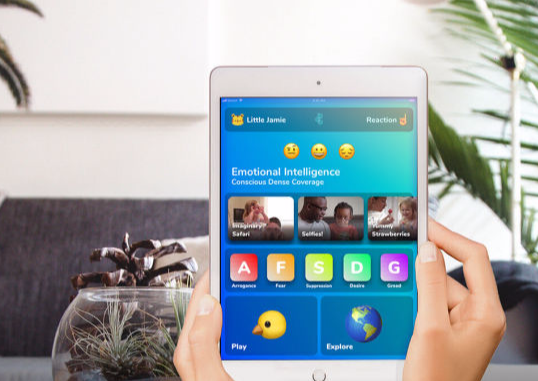 Little Jamie
Reaction
Emotional Intelligence
Conscious Dense Coverage
Imaginary
Safari
Selfies!
Yummy
Strawberries
A
F
S
D
G
Arrogance
Fear
Suppression
Desire
Greed
Play
Explore